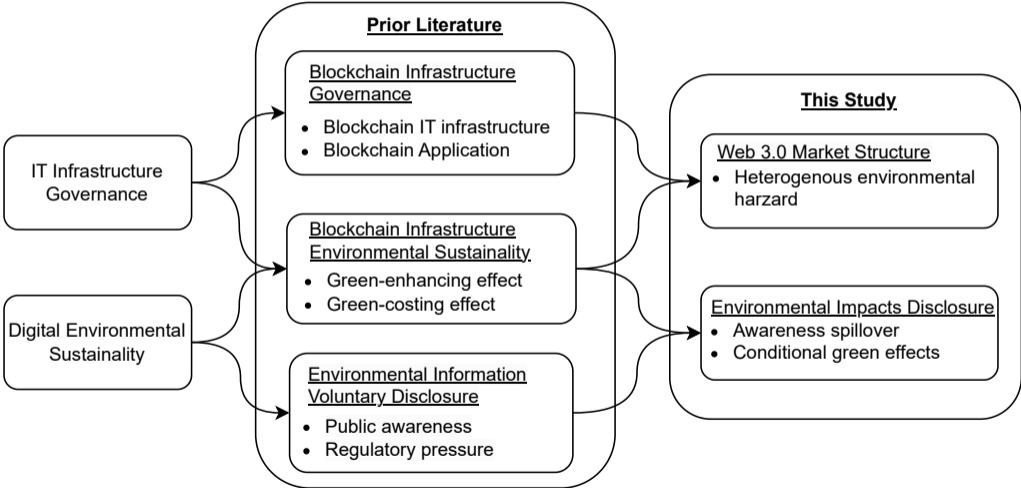 IT Infrastructure
Governance
Digital Environmental
Sustainality
Prior Literature
Blockchain Infrastructure
Governance
• Blockchain IT infrastructure
• Blockchain Application
Blockchain Infrastructure
Environmental Sustainality
• Green-enhancing effect
• Green-costing effect
Environmental Information
Voluntary Disclosure
• Public awareness
• Regulatory pressure
This Study
Web 3.0 Market Structure
• Heterogenous environmental
harzard
Environmental Impacts Disclosure
• Awareness spillover
• Conditional green effects